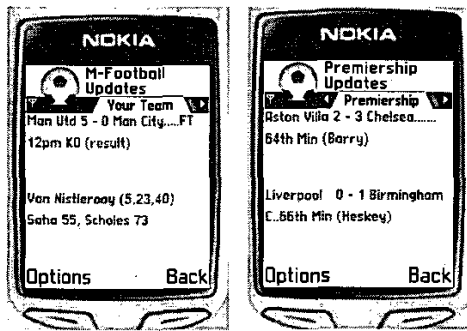 NOKIA
M-Football
Updates
Your Team
Man Utd 5 - 0 Man City....FT
12pm KO (result)
Van Nistlerooy (5,23,40)
Saha 55, Scholes 73
Options Back
NOKIA
Premiership
Updates
Premiership
Aston Villa 2 - 3 Chelsea.......
64th Min (Barry)
Liverpool 0 - 1 Birmingham
C..66th Min (Heskey)
Options Back